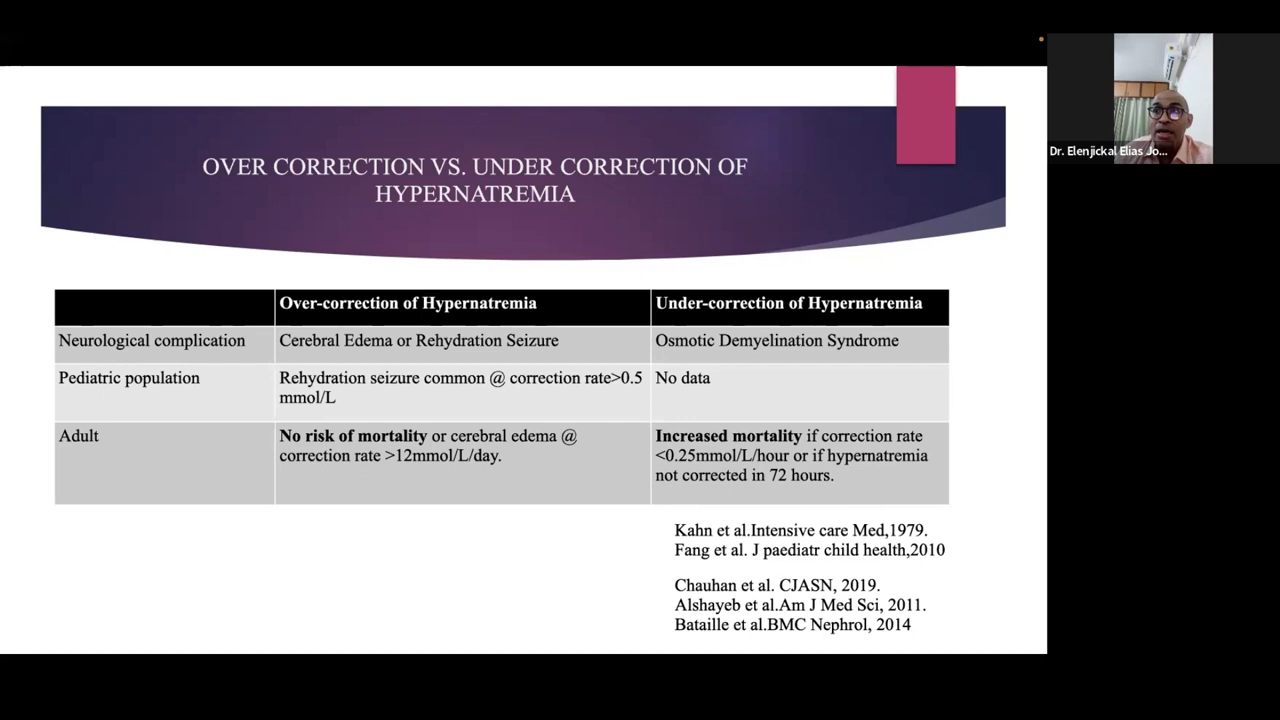 OVER CORRECTION VS. UNDER CORRECTION OF
HYPERNATREMIA
Over-correction of Hypernatremia
Under-correction of Hypernatremia
Neurological complication
Cerebral Edema or Rehydration Seizure
Osmotic Demyelination Syndrome
Pediatric population
Rehydration seizure common @ correction rate>0.5
mmol/L
No data
Adult
No risk of mortality or cerebral edema @
correction rate >12mmol/L/day.
Increased mortality if correction rate
<0.25mmol/L/hour or if hypernatremia
not corrected in 72 hours.
Kahn et al.Intensive care Med,1979.
Fang et al. J paediatr child health,2010
Chauhan et al. CJASN, 2019.
Alshayeb et al.Am J Med Sci, 2011.
Bataille et al.BMC Nephrol, 2014
Dr. Elenjickal Elias Jo...